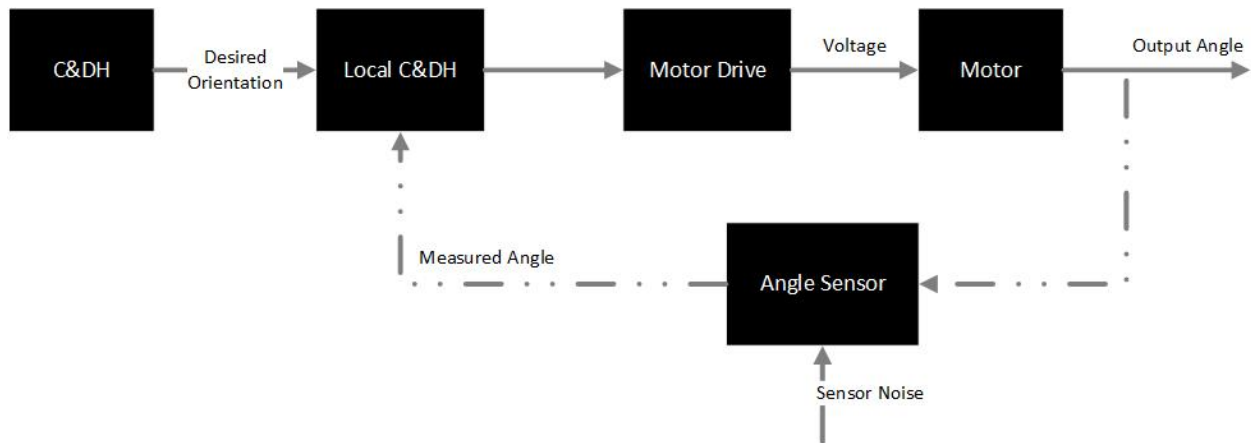 C&DH
Desired
Orientation
Local C&DH
Motor Drive
Voltage
Motor
Output Angle
Measured Angle
Angle Sensor
Sensor Noise